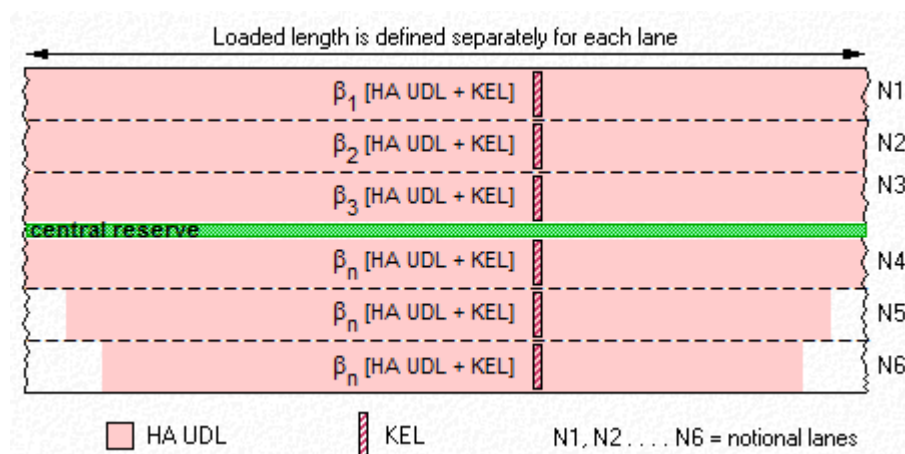 Loaded length is defined separately for each lane
β1 [HA UDL + KEL] N1
β2 [HA UDL + KEL] N2
β3 [HA UDL + KEL] N3
central reserve
βn [HA UDL + KEL] N4
βn [HA UDL + KEL] N5
βn [HA UDL + KEL] N6
HA UDL KEL N1, N2 . . . . N6 = notional lanes